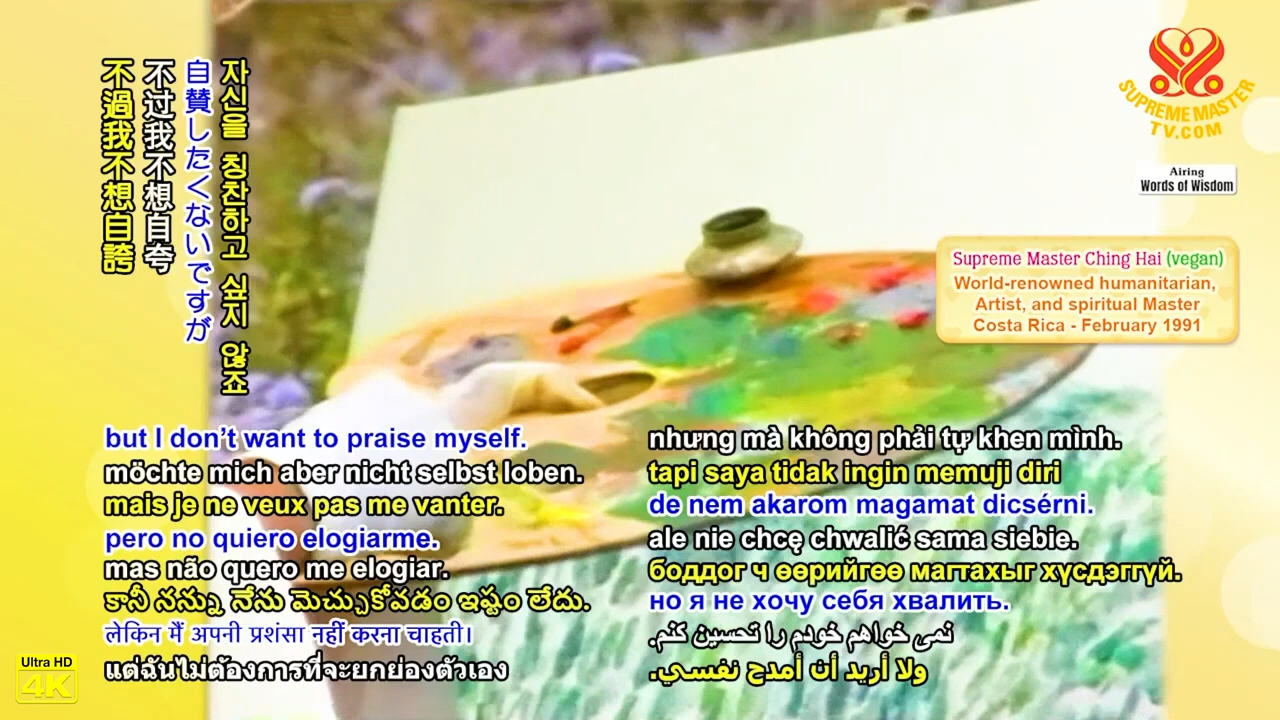 不過我不想自誇
不过我不想自夸
自賛したくないですが
자신을 칭찬하고 싶지 않죠
SUPREME MASTER
TV.COM
Airing
Words of Wisdom
Supreme Master Ching Hai (vegan)
World-renowned humanitarian,
Artist, and spiritual Master
Costa Rica - February 1991
but I don't want to praise myself.
möchte mich aber nicht selbst loben.
mais je ne veux pas me vanter.
pero no quiero elogiarme.
mas não quero me elogiar.
కానీ నన్ను నేను మెచ్చుకోవడం ఇష్టం లేదు.
लेकिन मैं अपनी प्रशंसा नहीं करना चाहती।
แต่ฉันไม่ต้องการที่จะยกย่องตัวเอง
nhưng mà không phải tự khen mình.
tapi saya tidak ingin memuji diri
de nem akarom magamat dicsérni.
ale nie chcę chwalić sama siebie.
боддог ч өөрийгөө магтахыг хүсдэггүй.
но я не хочу себя хвалить.
نمی خواهم خودم را تحسین کنم.
ولا أريد أن أمدح نفسي.
Ultra HD
4K